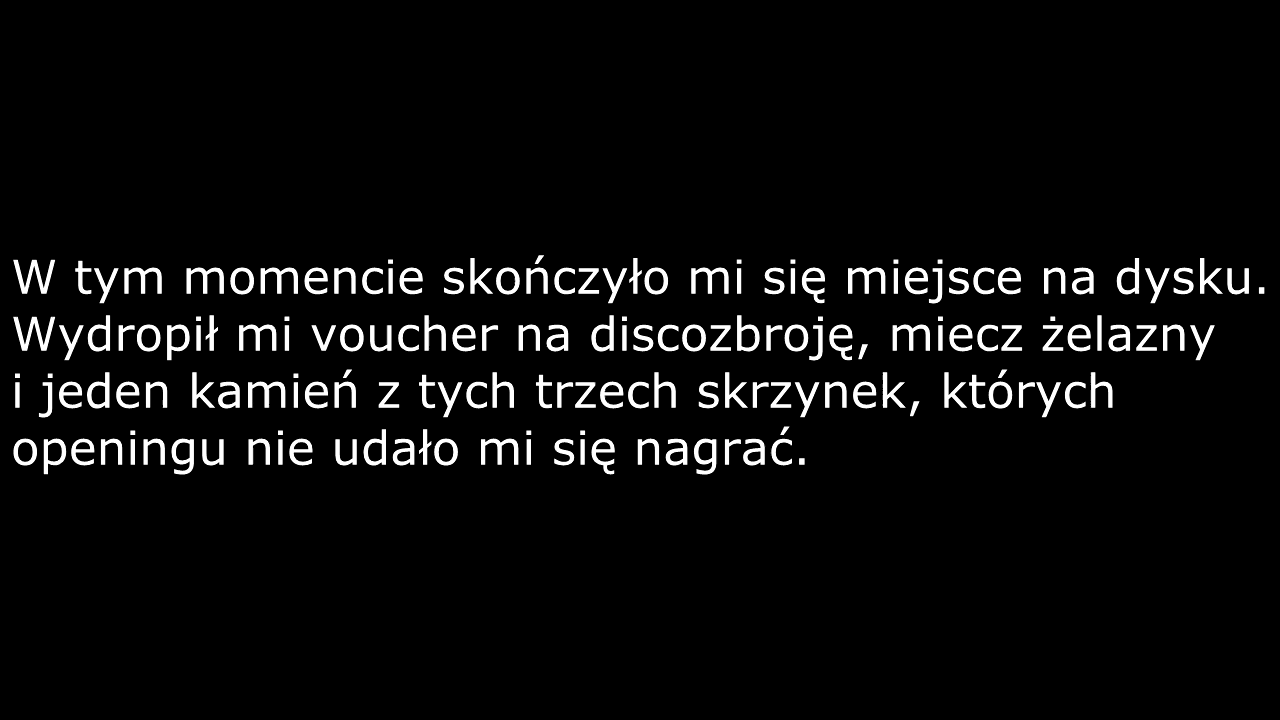 W tym momencie skończyło mi się miejsce na dysku.
Wydropił mi voucher na discozbroję, miecz żelazny
i jeden kamień z tych trzech skrzynek, których
openingu nie udało mi się nagrać.